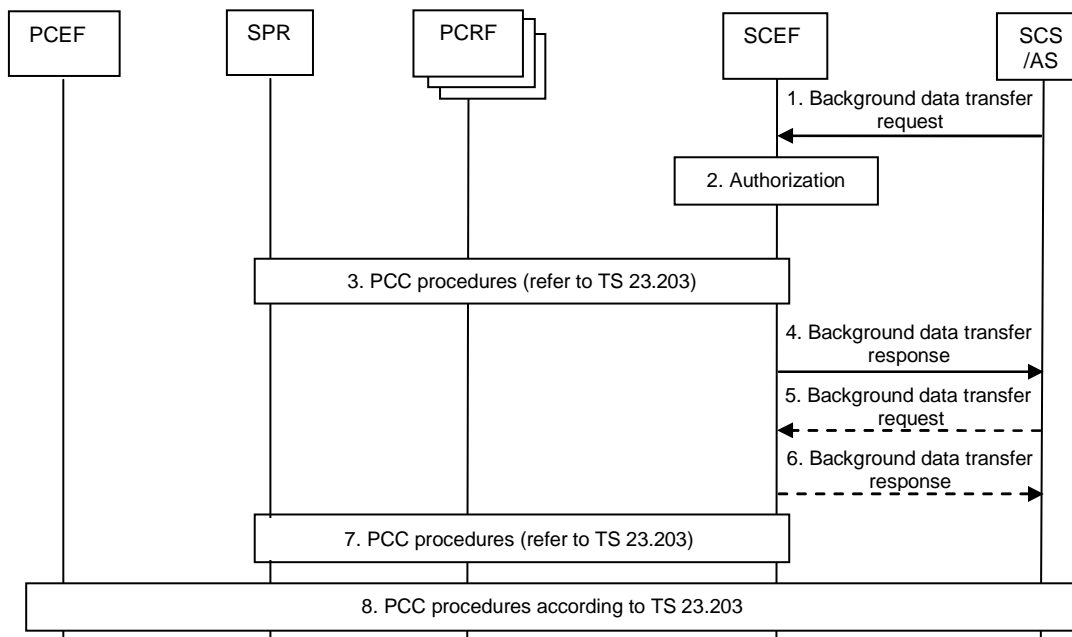 PCEF
SPR
PCRF
SCEF
SCS
/AS
1. Background data transfer
request
2. Authorization
3. PCC procedures (refer to TS 23.203)
4. Background data transfer
response
5. Background data transfer
request
6. Background data transfer
response
7. PCC procedures (refer to TS 23.203)
8. PCC procedures according to TS 23.203